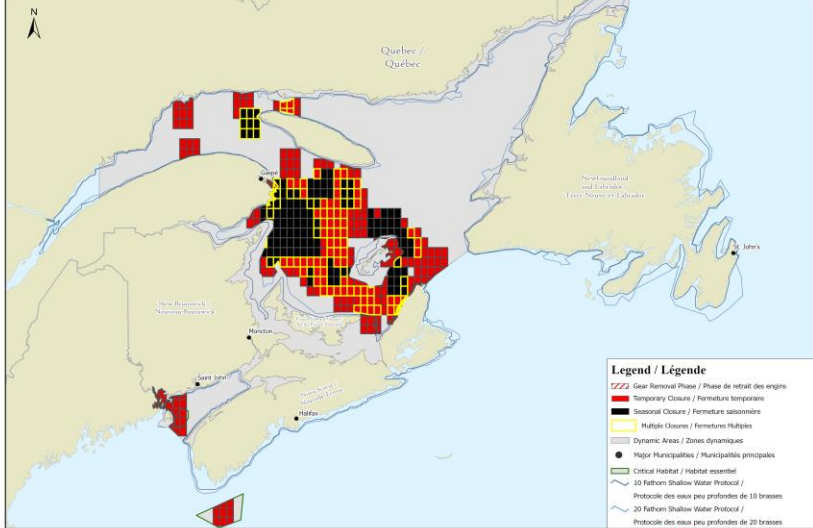 N
Quebec /
Québec
Gaspé
Newfoundland
and Labrador
Terre-Neuve-et-Labrador
St. John's
New Brunswick /
Nouveau-Brunswick
Moncton
Saint John
Nova Scotia
Nouvelle-Écosse
Halifax
Legend / Légende
Gear Removal Phase / Phase de retrait des engins
Temporary Closure / Fermeture temporaire
Seasonal Closure / Fermeture saisonnière
Multiple Closures / Fermetures Multiples
Dynamic Areas / Zones dynamiques
Major Municipalities / Municipalités principales
Critical Habitat / Habitat essentiel
10 Fathom Shallow Water Protocol /
Protocole des eaux peu profondes de 10 brasses
20 Fathom Shallow Water Protocol /
Protocole des eaux peu profondes de 20 brasses